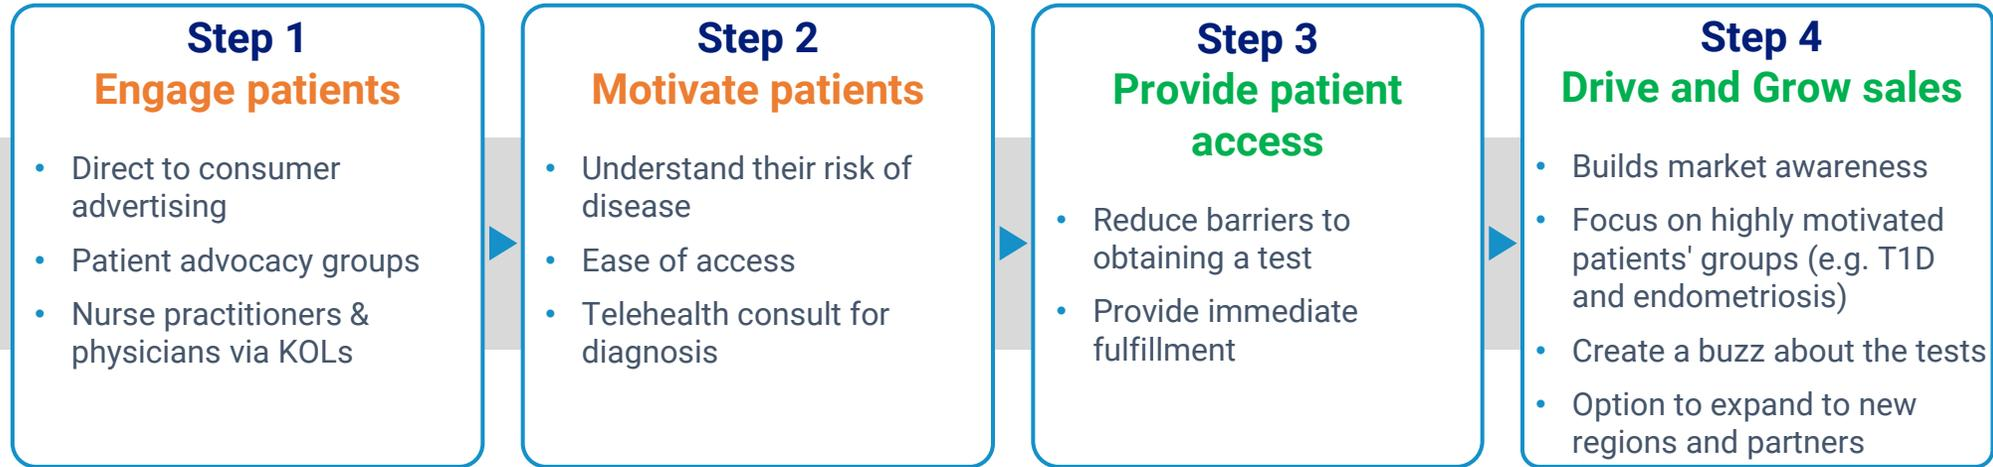 Step 1
Engage patients
• Direct to consumer
advertising
• Patient advocacy groups
• Nurse practitioners &
physicians via KOLs
Step 2
Motivate patients
• Understand their risk of
disease
• Ease of access
• Telehealth consult for
diagnosis
Step 3
Provide patient
access
• Reduce barriers to
obtaining a test
• Provide immediate
fulfillment
Step 4
Drive and Grow sales
• Builds market awareness
• Focus on highly motivated
patients' groups (e.g. T1D
and endometriosis)
• Create a buzz about the tests
• Option to expand to new
regions and partners